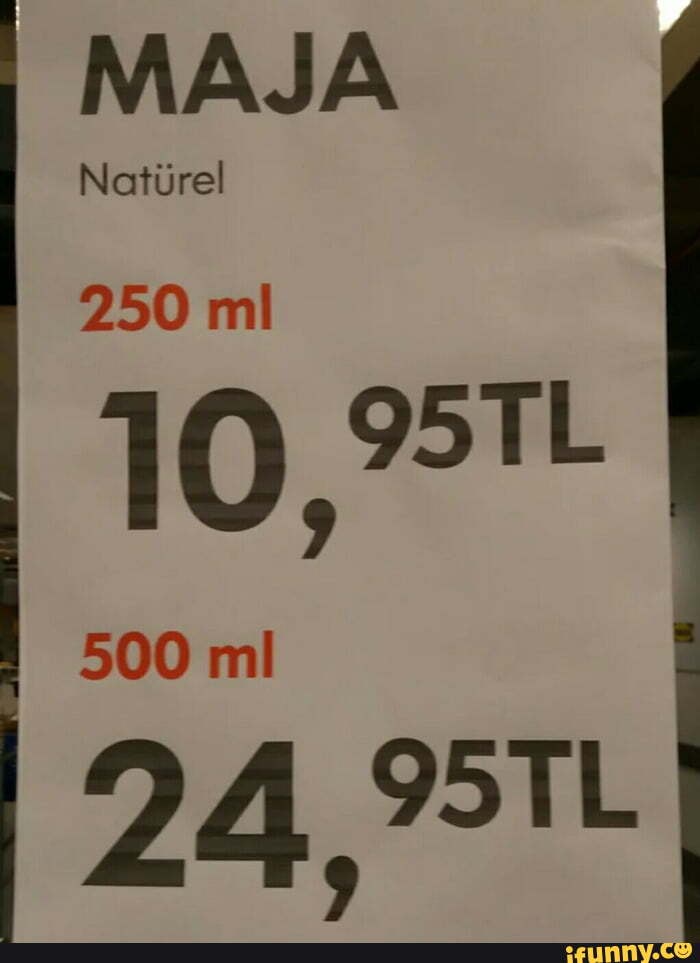 MAJA
Natürel
250 ml
10,95TL
500 ml
24,95TL
ifunny.co